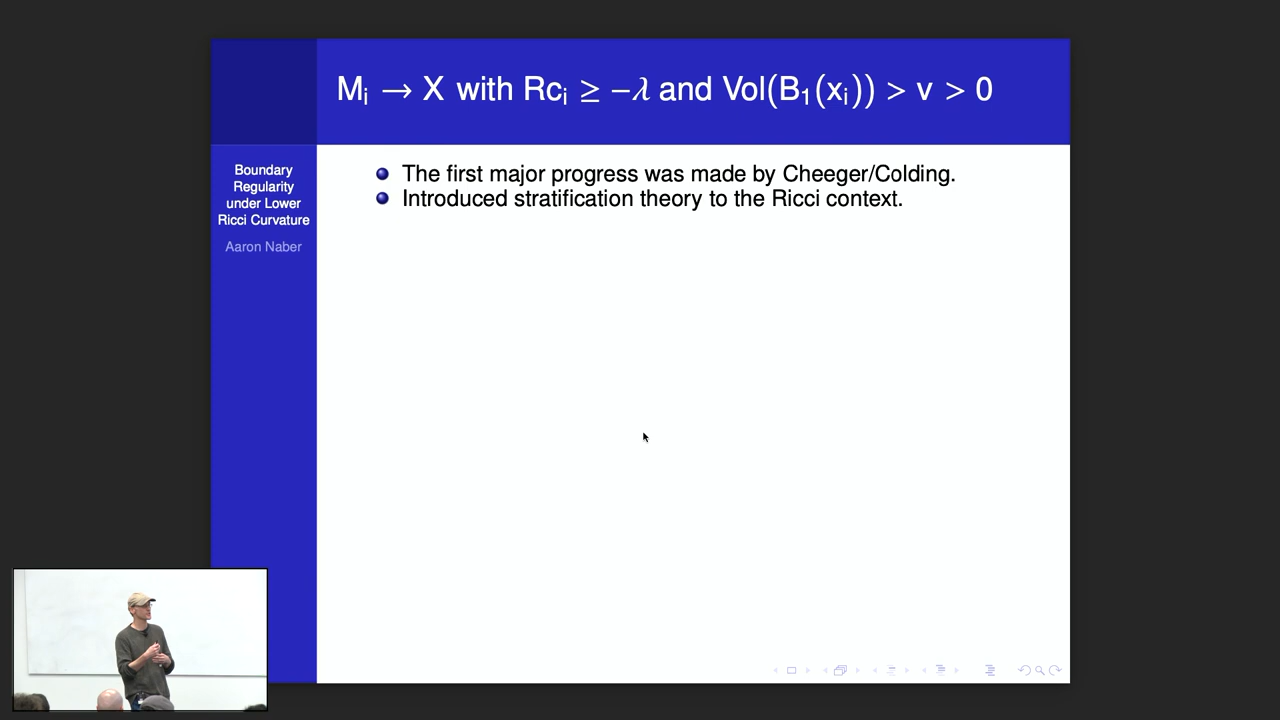 Mᵢ → X with Rcᵢ ≥ −λ and Vol(B₁(xᵢ)) > v > 0
Boundary
Regularity
under Lower
Ricci Curvature
Aaron Naber
The first major progress was made by Cheeger/Colding.
Introduced stratification theory to the Ricci context.